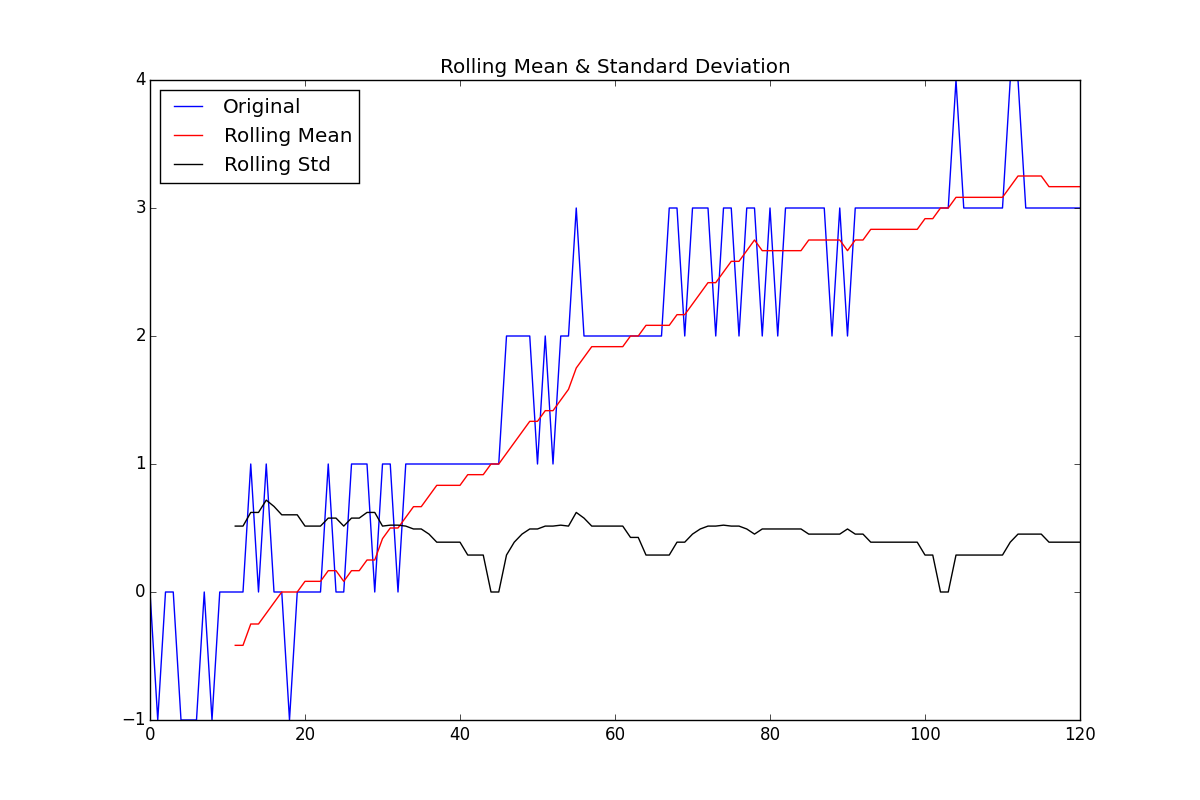 Rolling Mean & Standard Deviation
Original
Rolling Mean
Rolling Std
4
3
2
1
0
−1
0 20 40 60 80 100 120